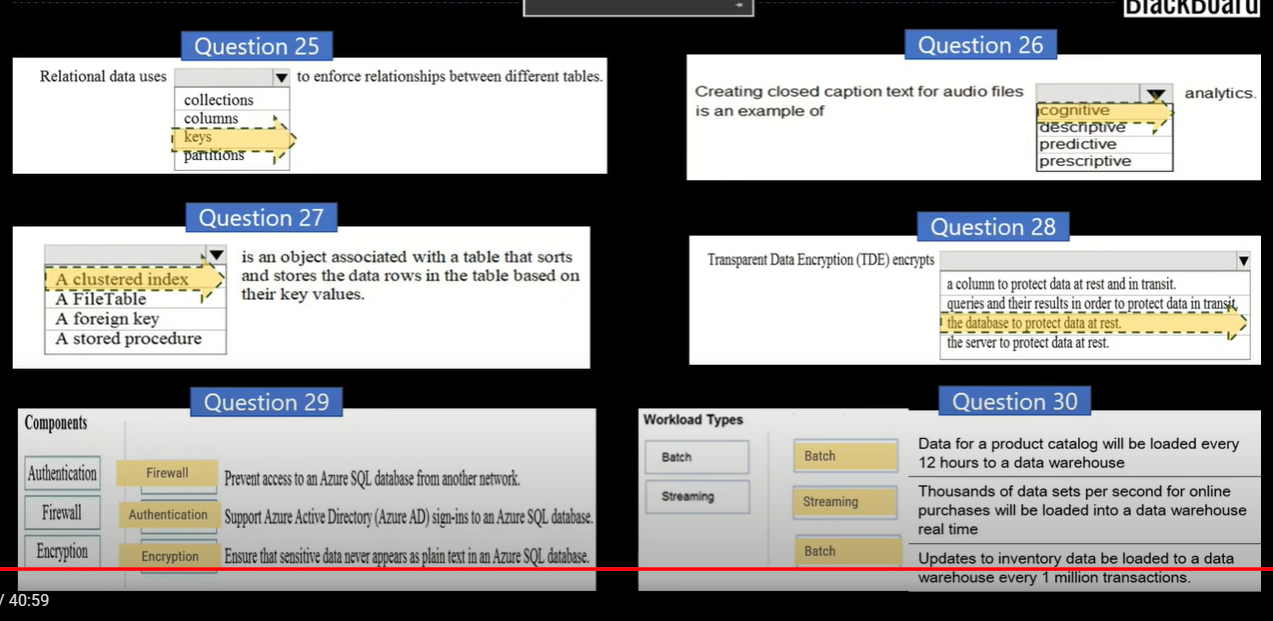 BlackBoard
Question 25
Relational data uses
to enforce relationships between different tables.
collections
columns
keys
partitions
Question 26
Creating closed caption text for audio files
is an example of
analytics.
cognitive
descriptive
predictive
prescriptive
Question 27
A clustered index
A FileTable
A foreign key
A stored procedure
is an object associated with a table that sorts
and stores the data rows in the table based on
their key values.
Question 28
Transparent Data Encryption (TDE) encrypts
a column to protect data at rest and in transit.
queries and their results in order to protect data in transit.
the database to protect data at rest.
the server to protect data at rest.
Question 29
Components
Authentication
Firewall
Encryption
Firewall Prevent access to an Azure SQL database from another network.
Authentication Support Azure Active Directory (Azure AD) sign-ins to an Azure SQL database.
Encryption Ensure that sensitive data never appears as plain text in an Azure SQL database.
Question 30
Workload Types
Batch
Streaming
Batch
Data for a product catalog will be loaded every
12 hours to a data warehouse
Streaming
Thousands of data sets per second for online
purchases will be loaded into a data warehouse
real time
Batch
Updates to inventory data be loaded to a data
warehouse every 1 million transactions.
/ 40:59